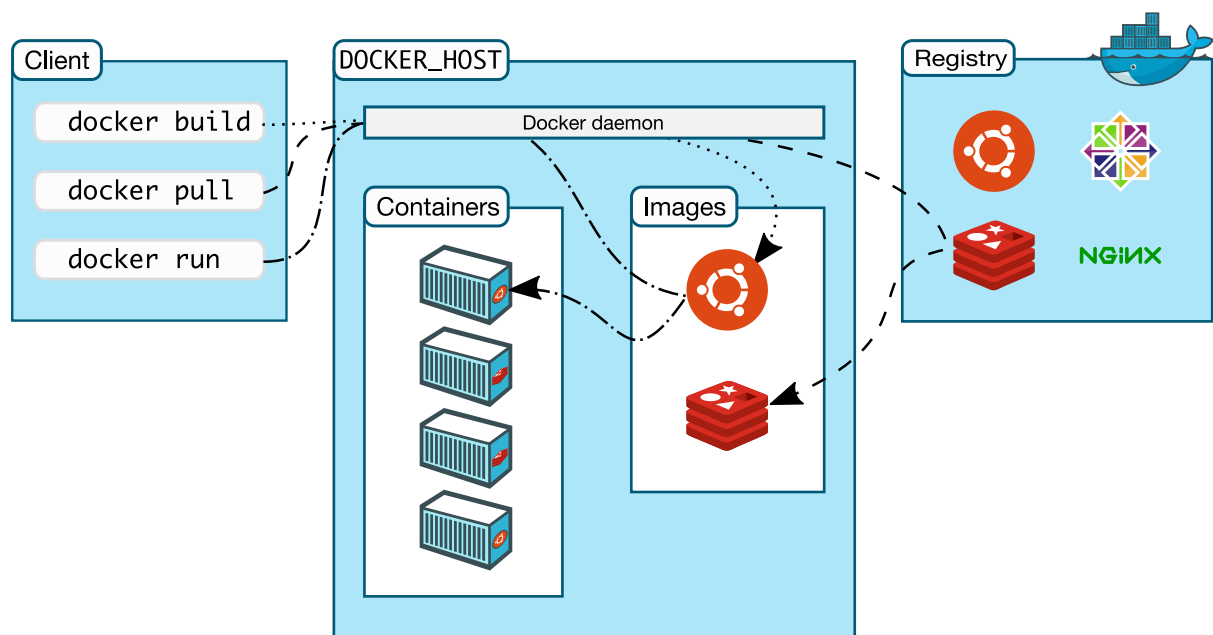 Client
docker build
docker pull
docker run
DOCKER_HOST
Docker daemon
Containers
Images
Registry
NGiNX